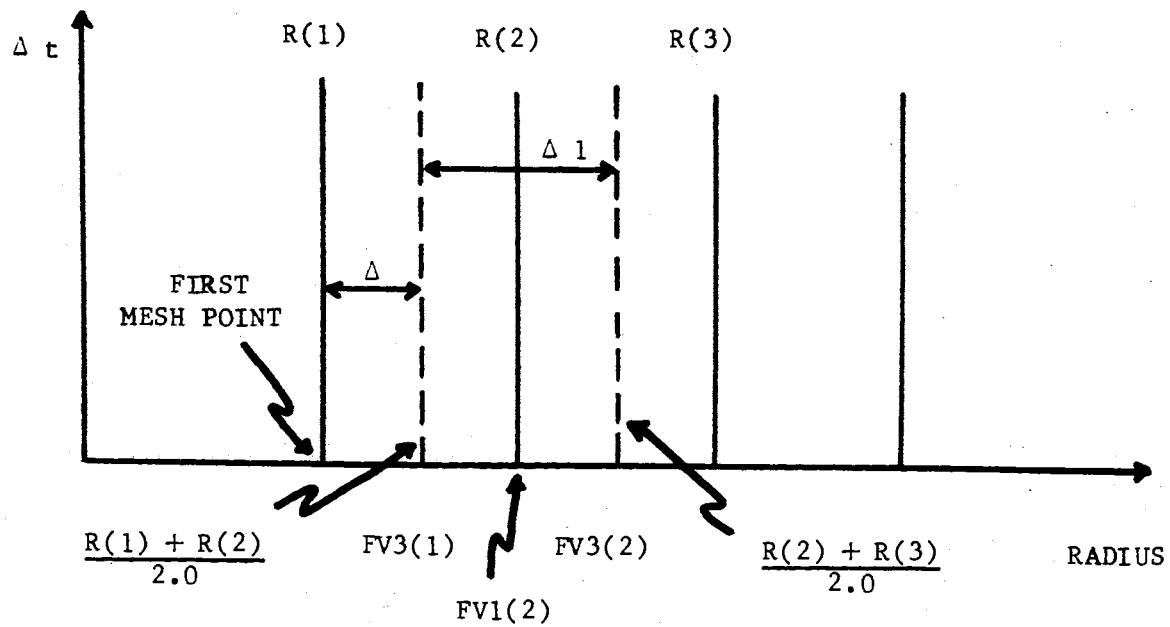 Δ t
R(1)
R(2)
R(3)
Δ 1
Δ
FIRST
MESH POINT
R(1) + R(2)
2.0
FV3(1)
FV3(2)
R(2) + R(3)
2.0
RADIUS
FV1(2)